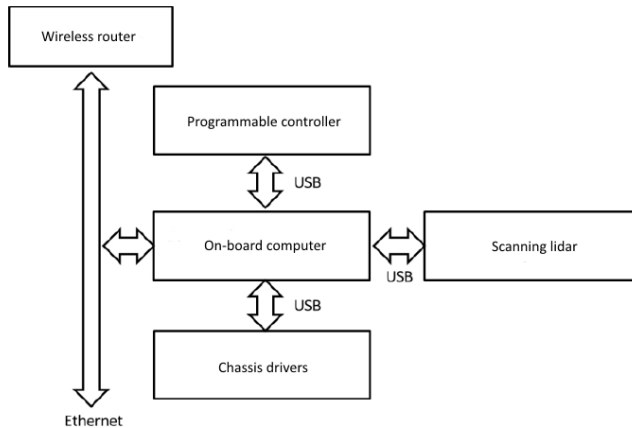 Wireless router
Programmable controller
USB
On-board computer
Scanning lidar
USB
USB
Chassis drivers
Ethernet